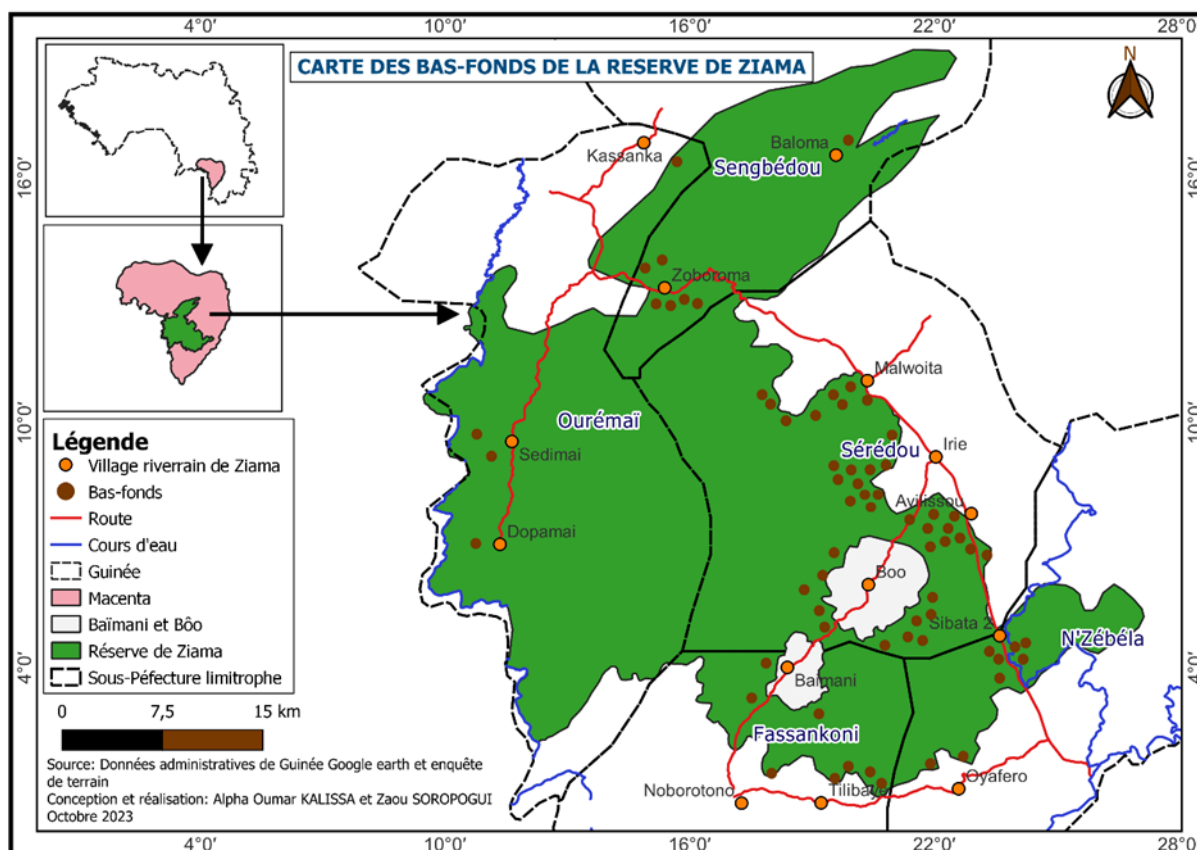 4°0' 10°0' 16°0' 22°0' 28°0'
CARTE DES BAS-FONDS DE LA RESERVE DE ZIAMA
N
16°0' 16°0'
Kassanka
Baloma
Sengbédou
Zoboroma
Malwoita
10°0' 10°0'
Ourémaï
Sedimai
Sérédou
Irie
Avilissou
Dopamai
Boo
Sibata 2
N'Zébéla
4°0' 4°0'
Baimani
Fassankoni
Noborotono
Tilibaye
Oyafero
Légende
Village riverrain de Ziama
Bas-fonds
Route
Cours d'eau
Guinée
Macenta
Baïmani et Bôo
Réserve de Ziama
Sous-Péfecture limitrophe
0 7,5 15 km
Source: Données administratives de Guinée Google earth et enquête
de terrain
Conception et réalisation: Alpha Oumar KALISSA et Zaou SOROPOGUI
Octobre 2023
4°0' 10°0' 16°0' 22°0' 28°0'